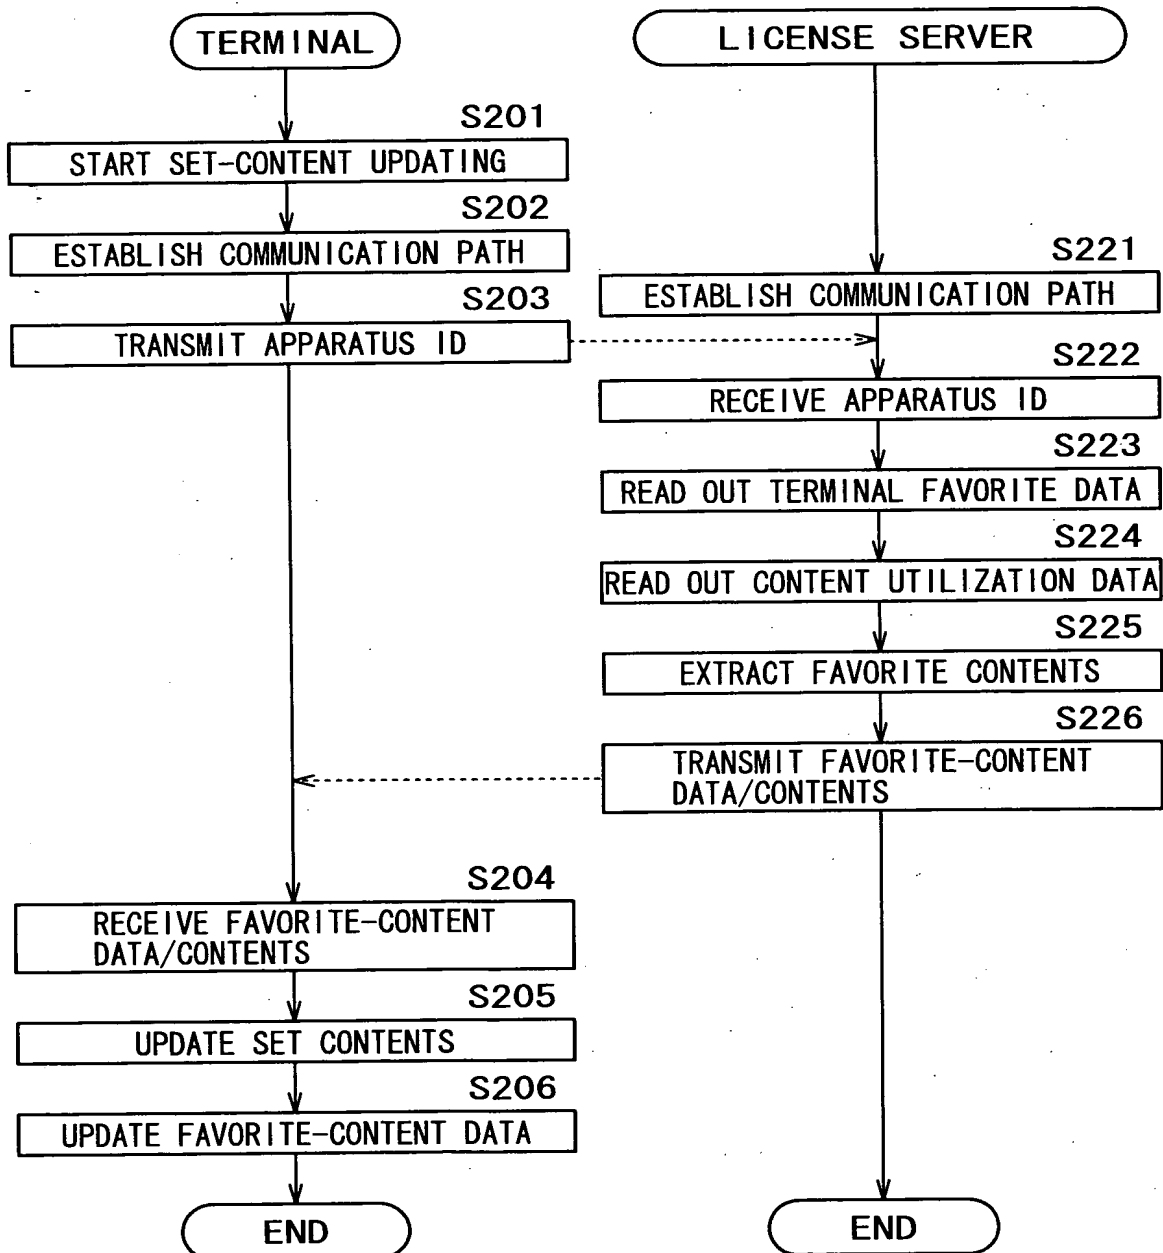 TERMINAL
S201
START SET-CONTENT UPDATING
S202
ESTABLISH COMMUNICATION PATH
S203
TRANSMIT APPARATUS ID
S204
RECEIVE FAVORITE-CONTENT
DATA/CONTENTS
S205
UPDATE SET CONTENTS
S206
UPDATE FAVORITE-CONTENT DATA
END
LICENSE SERVER
S221
ESTABLISH COMMUNICATION PATH
S222
RECEIVE APPARATUS ID
S223
READ OUT TERMINAL FAVORITE DATA
S224
READ OUT CONTENT UTILIZATION DATA
S225
EXTRACT FAVORITE CONTENTS
S226
TRANSMIT FAVORITE-CONTENT
DATA/CONTENTS
END